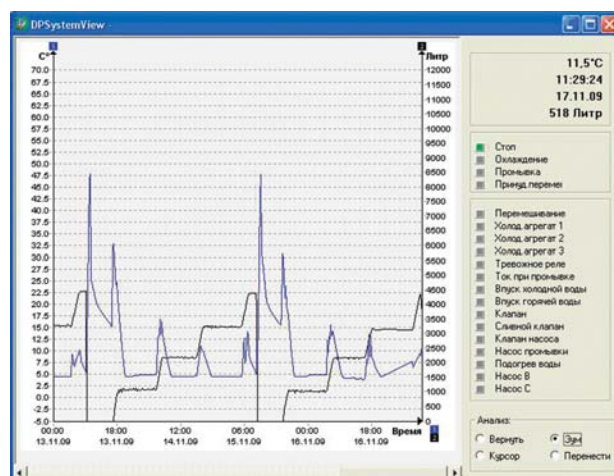 DPSystemView -
1
2
C°
Литр
70.0
67.5
65.0
62.5
60.0
57.5
55.0
52.5
50.0
47.5
45.0
42.5
40.0
37.5
35.0
32.5
30.0
27.5
25.0
22.5
20.0
17.5
15.0
12.5
10.0
7.5
5.0
2.5
0.0
-2.5
-5.0
12000
11500
11000
10500
10000
9500
9000
8500
8000
7500
7000
6500
6000
5500
5000
4500
4000
3500
3000
2500
2000
1500
1000
500
0
00:00 18:00 12:00 06:00 00:00 18:00 Время
13.11.09 13.11.09 14.11.09 15.11.09 16.11.09 16.11.09
1
2
11,5°C
11:29:24
17.11.09
518 Литр
Стоп
Охлаждение
Промывка
Принуд.перемеı
Перемешивание
Холод.агрегат 1
Холод.агрегат 2
Холод.агрегат 3
Тревожное реле
Ток при промывке
Впуск холодной воды
Впуск горячей воды
Клапан
Сливной клапан
Клапан насоса
Насос промывки
Подогрев воды
Насос B
Насос C
Анализ:
Вернуть Зум
Курсор Перенести